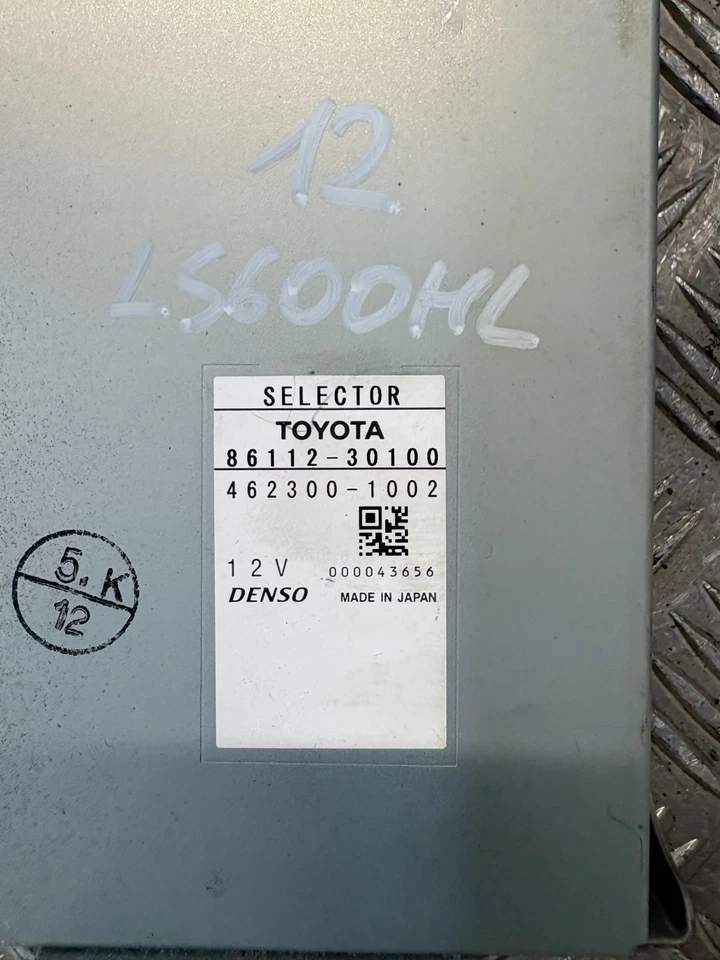 12
LS600HL
SELECTOR
TOYOTA
86112-30100
462300-1002
12V 000043656
DENSO MADE IN JAPAN
5.K
12